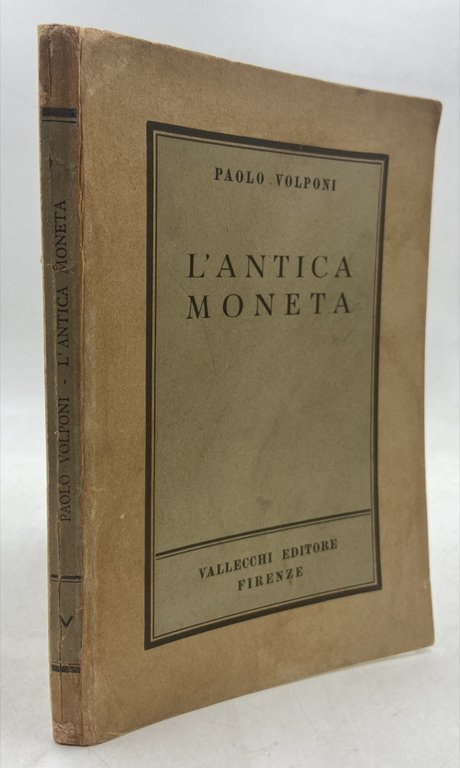 PAOLO VOLPONI - L'ANTICA MONETA
V
PAOLO VOLPONI
L'ANTICA
MONETA
VALLECCHI EDITORE
FIRENZE